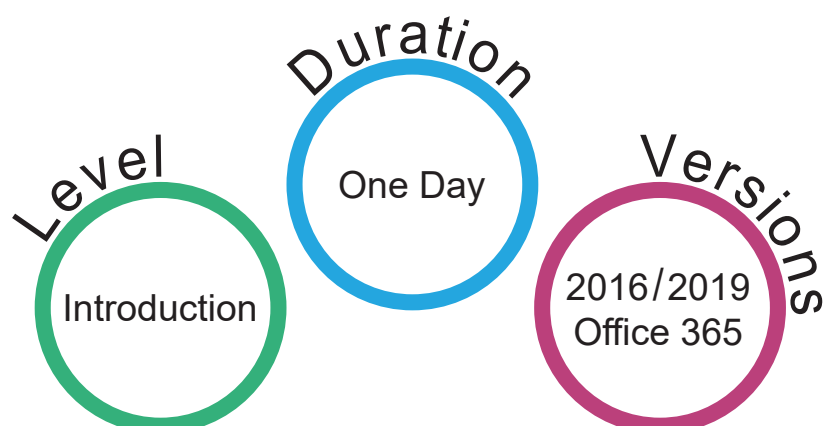 Level
Introduction
Duration
One Day
Versions
2016/2019
Office 365